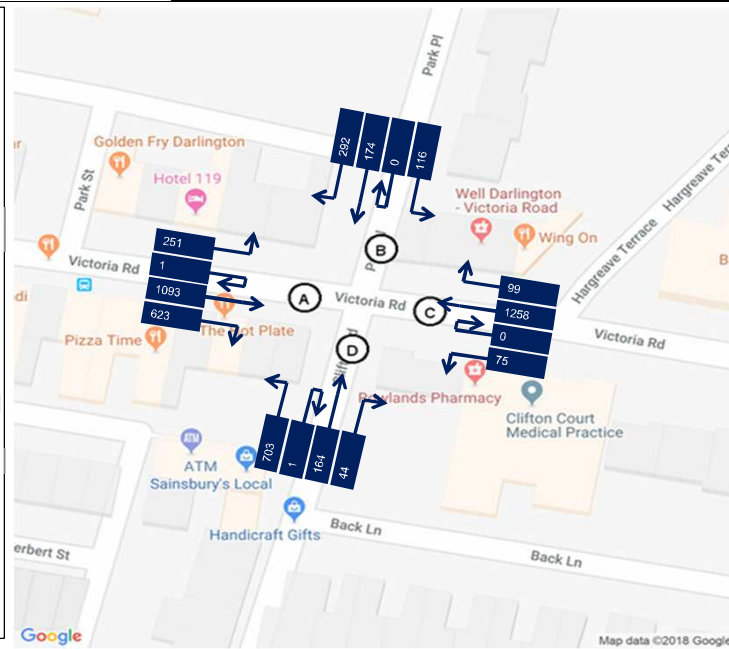 Park Pl
Golden Fry Darlington
Hotel 119
Park St
292
174
0
116
Well Darlington
- Victoria Road
Wing On
Hargreave Terrace
Hargreave Ter
B
B
251
1
1093
623
Victoria Rd
A
Victoria Rd
C
99
1258
0
75
Victoria Rd
di
Pizza Time
The Hot Plate
D
Rowlands Pharmacy
Clifton Court
Medical Practice
703
1
164
44
ATM
ATM
Sainsbury's Local
Handicraft Gifts
Back Ln
Back Ln
erbert St
Google
Map data ©2018 Google